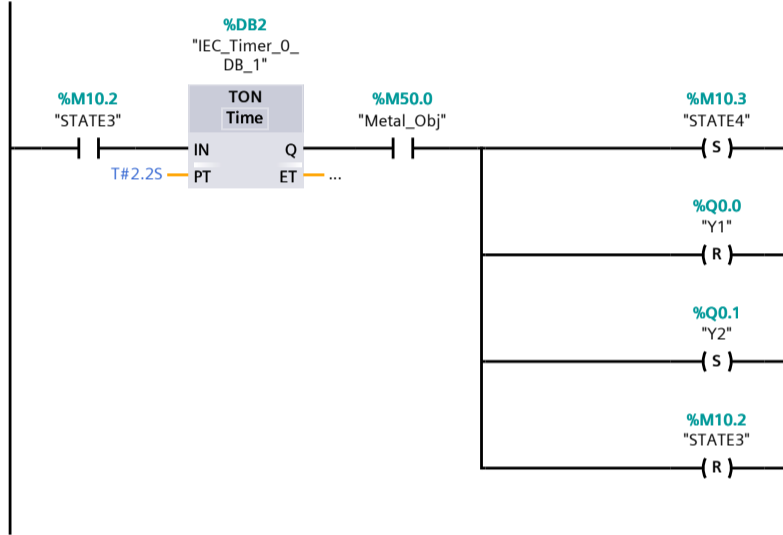 %DB2
"IEC_Timer_0_
DB_1"
%M10.2
"STATE3"
TON
Time
IN
Q
T#2.2S
PT
ET
...
%M50.0
"Metal_Obj"
%M10.3
"STATE4"
S
%Q0.0
"Y1"
R
%Q0.1
"Y2"
S
%M10.2
"STATE3"
R